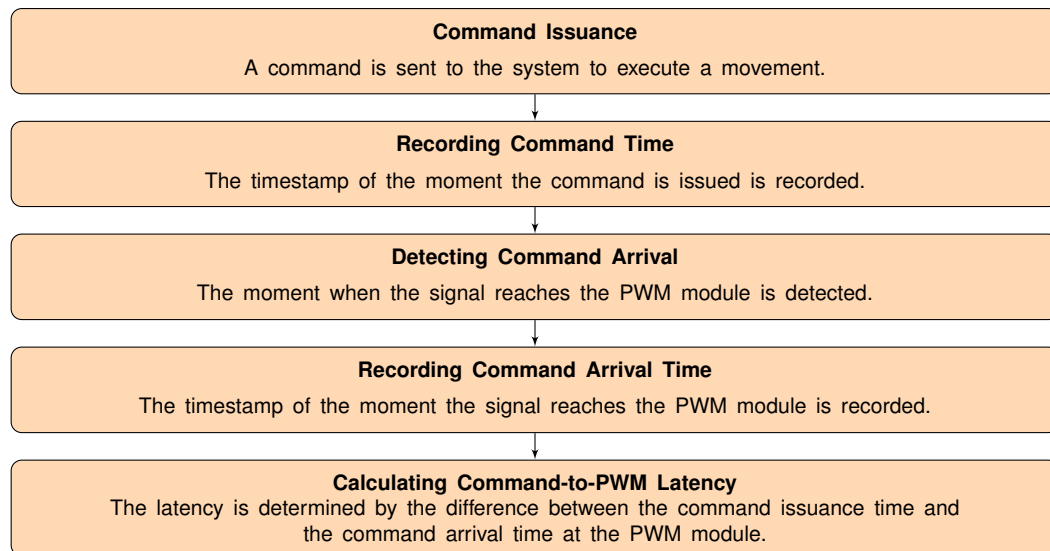 Command Issuance
A command is sent to the system to execute a movement.
Recording Command Time
The timestamp of the moment the command is issued is recorded.
Detecting Command Arrival
The moment when the signal reaches the PWM module is detected.
Recording Command Arrival Time
The timestamp of the moment the signal reaches the PWM module is recorded.
Calculating Command-to-PWM Latency
The latency is determined by the difference between the command issuance time and
the command arrival time at the PWM module.